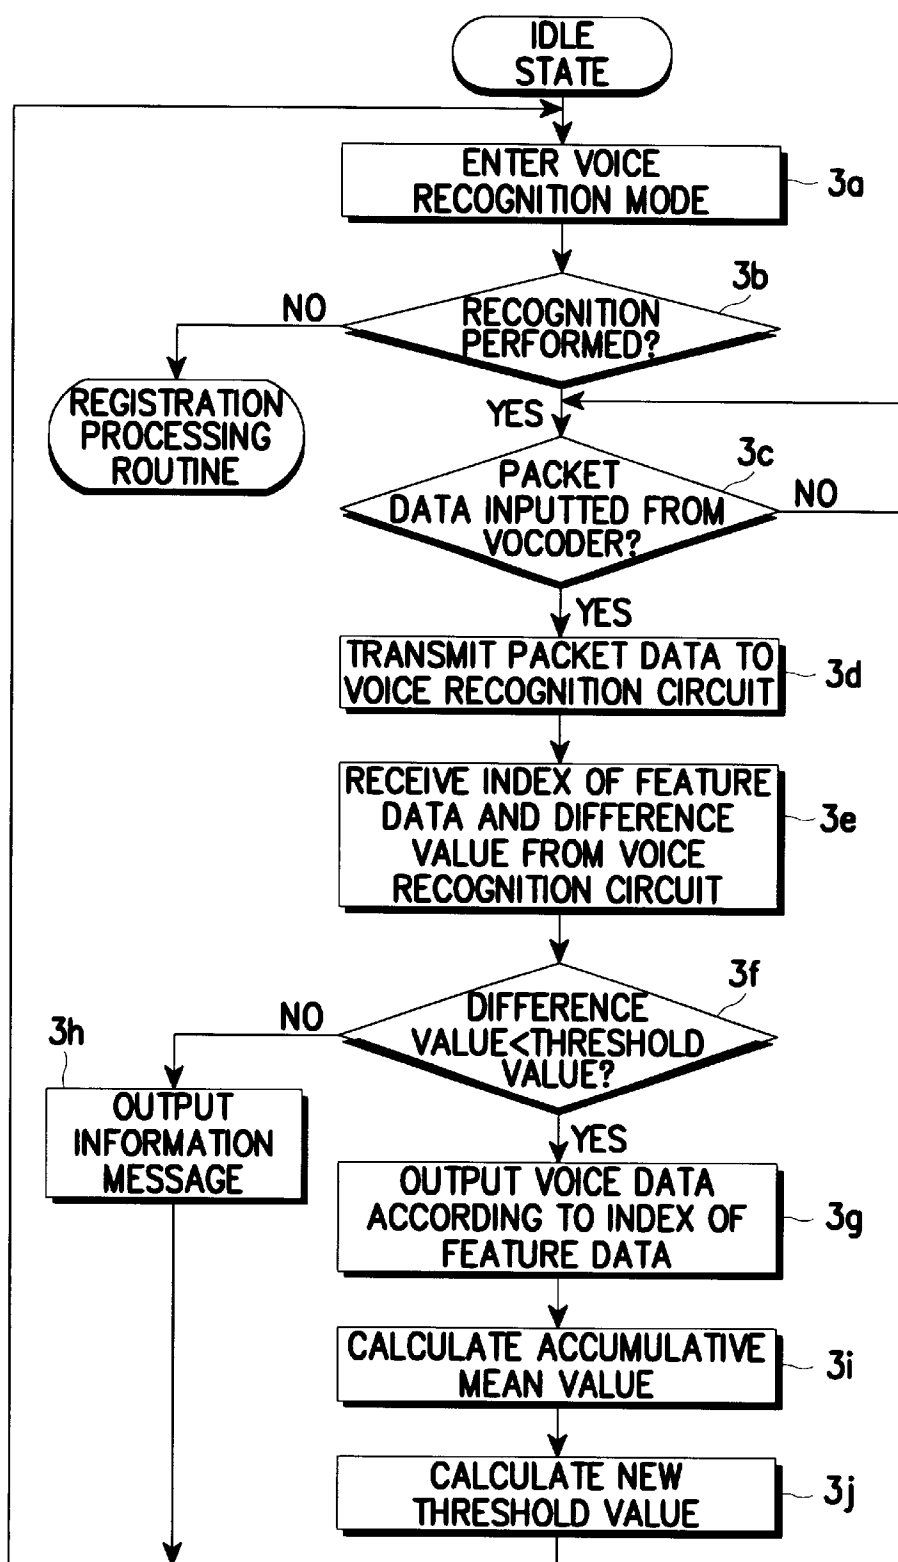 IDLE
STATE
ENTER VOICE
RECOGNITION MODE
3a
3b
RECOGNITION
PERFORMED?
NO
REGISTRATION
PROCESSING
ROUTINE
YES
3c
PACKET
DATA INPUTTED FROM
VOCODER?
NO
YES
TRANSMIT PACKET DATA TO
VOICE RECOGNITION CIRCUIT
3d
RECEIVE INDEX OF FEATURE
DATA AND DIFFERENCE
VALUE FROM VOICE
RECOGNITION CIRCUIT
3e
3f
DIFFERENCE
VALUE<THRESHOLD
VALUE?
NO
3h
OUTPUT
INFORMATION
MESSAGE
YES
OUTPUT VOICE DATA
ACCORDING TO INDEX OF
FEATURE DATA
3g
CALCULATE ACCUMULATIVE
MEAN VALUE
3i
CALCULATE NEW
THRESHOLD VALUE
3j